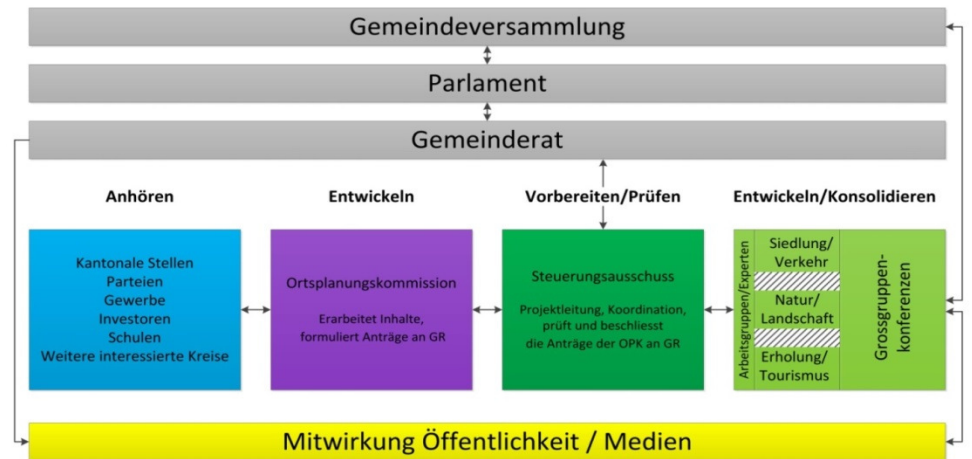 Gemeindeversammlung
Parlament
Gemeinderat
Anhören
Entwickeln
Vorbereiten/Prüfen
Entwickeln/Konsolidieren
Kantonale Stellen
Parteien
Gewerbe
Investoren
Schulen
Weitere interessierte Kreise
Ortsplanungskommission
Erarbeitet Inhalte,
formuliert Anträge an GR
Steuerungsausschuss
Projektleitung, Koordination,
prüft und beschliesst
die Anträge der OPK an GR
Arbeitsgruppen/Experten
Siedlung/
Verkehr
Natur/
Landschaft
Erholung/
Tourismus
Grossgruppen-
konferenzen
Mitwirkung Öffentlichkeit / Medien